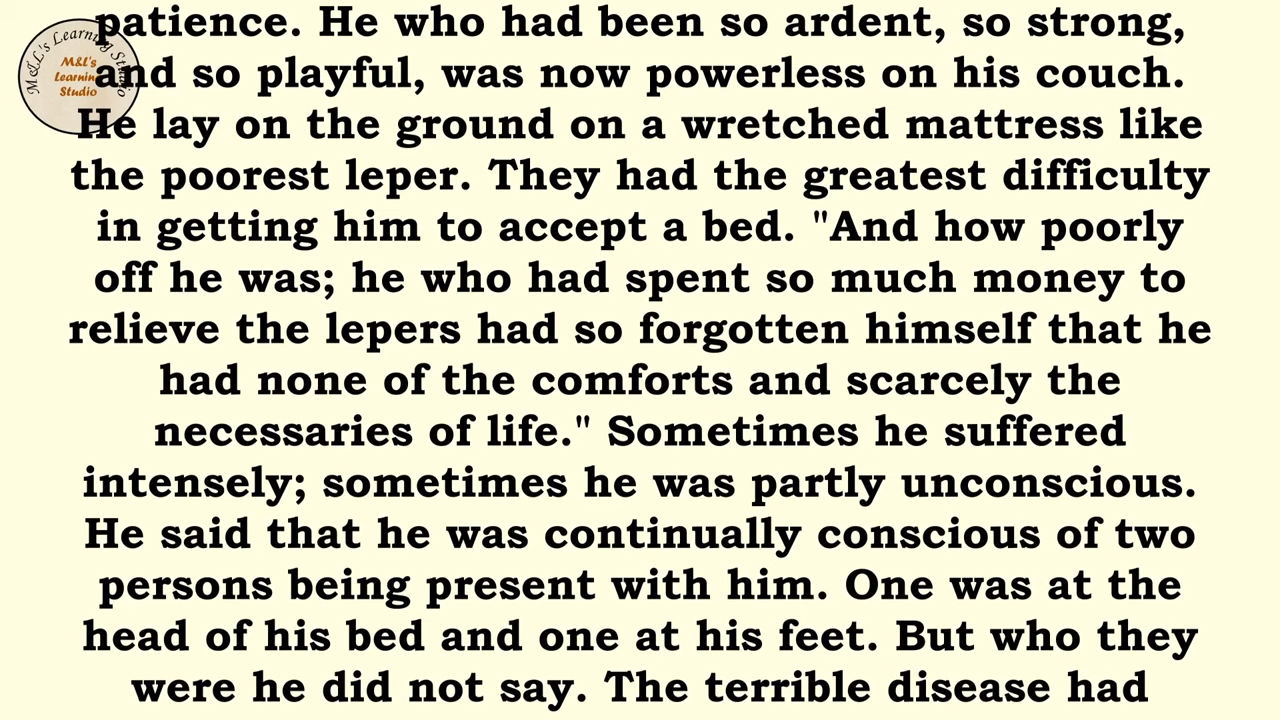 M&L's Learning Studio
M&L's
Learning
Studio
patience. He who had been so ardent, so strong,
and so playful, was now powerless on his couch.
He lay on the ground on a wretched mattress like
the poorest leper. They had the greatest difficulty
in getting him to accept a bed. "And how poorly
off he was; he who had spent so much money to
relieve the lepers had so forgotten himself that he
had none of the comforts and scarcely the
necessaries of life." Sometimes he suffered
intensely; sometimes he was partly unconscious.
He said that he was continually conscious of two
persons being present with him. One was at the
head of his bed and one at his feet. But who they
were he did not say. The terrible disease had